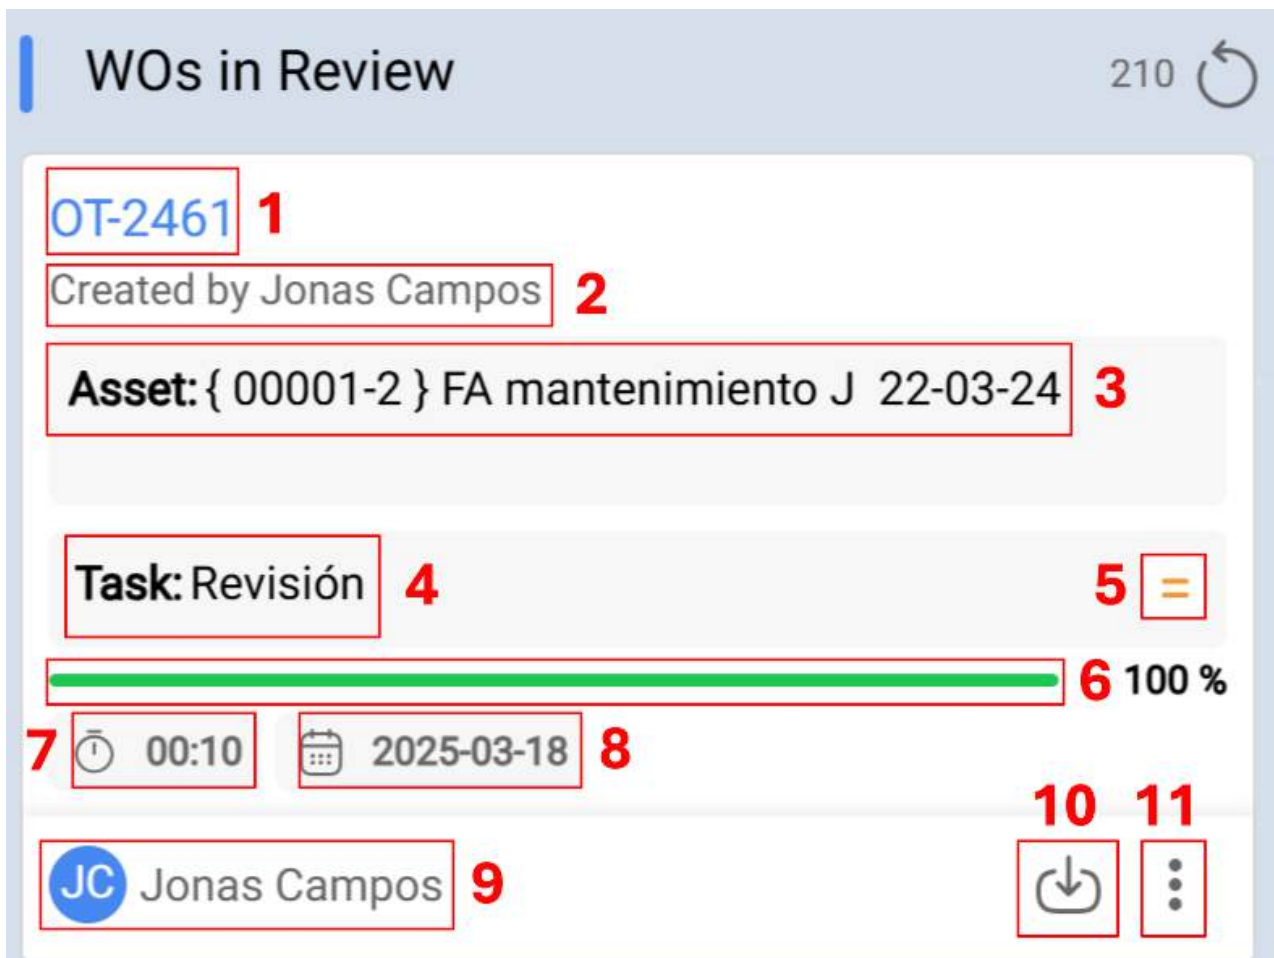 WOs in Review 210
OT-2461 1
Created by Jonas Campos 2
Asset: { 00001-2 } FA mantenimiento J 22-03-24 3
Task: Revisión 4 5 =
6 100 %
7 00:10 2025-03-18 8
10 11
JC Jonas Campos 9